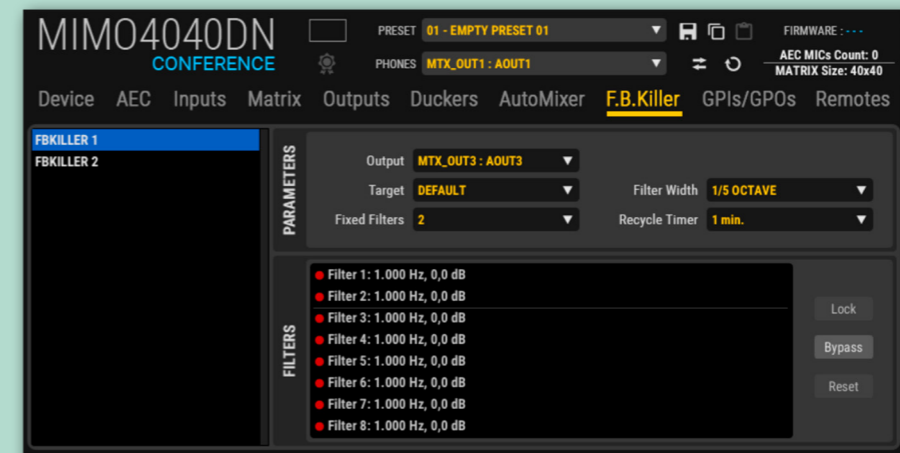 MIMO4040DN
CONFERENCE
PRESET 01 - EMPTY PRESET 01
PHONES MTX_OUT1 : AOUT1
FIRMWARE : ---
AEC MICs Count: 0
MATRIX Size: 40x40
Device AEC Inputs Matrix Outputs Duckers AutoMixer F.B.Killer GPIs/GPOs Remotes
FBKILLER 1
FBKILLER 2
PARAMETERS
Output MTX_OUT3 : AOUT3
Target DEFAULT Filter Width 1/5 OCTAVE
Fixed Filters 2 Recycle Timer 1 min.
FILTERS
Filter 1: 1.000 Hz, 0,0 dB
Filter 2: 1.000 Hz, 0,0 dB
Filter 3: 1.000 Hz, 0,0 dB
Filter 4: 1.000 Hz, 0,0 dB
Filter 5: 1.000 Hz, 0,0 dB
Filter 6: 1.000 Hz, 0,0 dB
Filter 7: 1.000 Hz, 0,0 dB
Filter 8: 1.000 Hz, 0,0 dB
Lock
Bypass
Reset